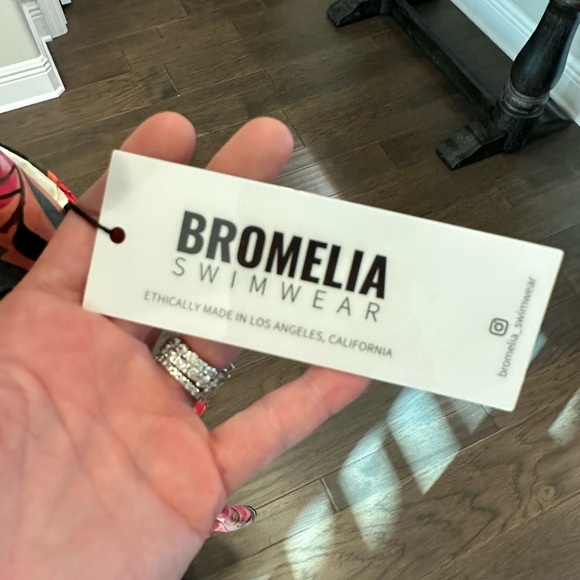 BROMELIA
SWIMWEAR
ETHICALLY MADE IN LOS ANGELES, CALIFORNIA
bromelia_swimwear